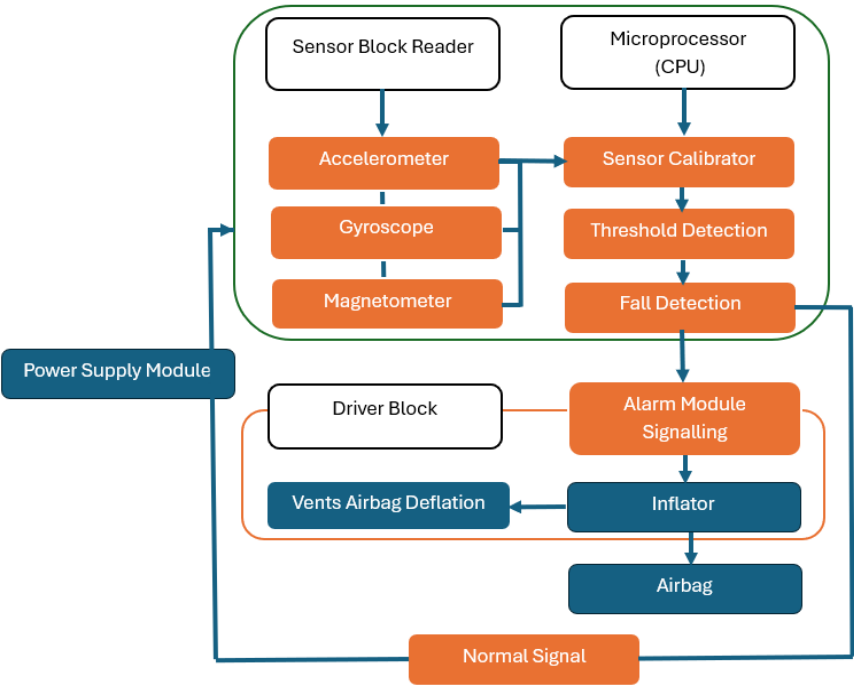 Sensor Block Reader
Microprocessor
(CPU)
Accelerometer
Sensor Calibrator
Gyroscope
Threshold Detection
Magnetometer
Fall Detection
Power Supply Module
Driver Block
Alarm Module
Signalling
Vents Airbag Deflation
Inflator
Airbag
Normal Signal